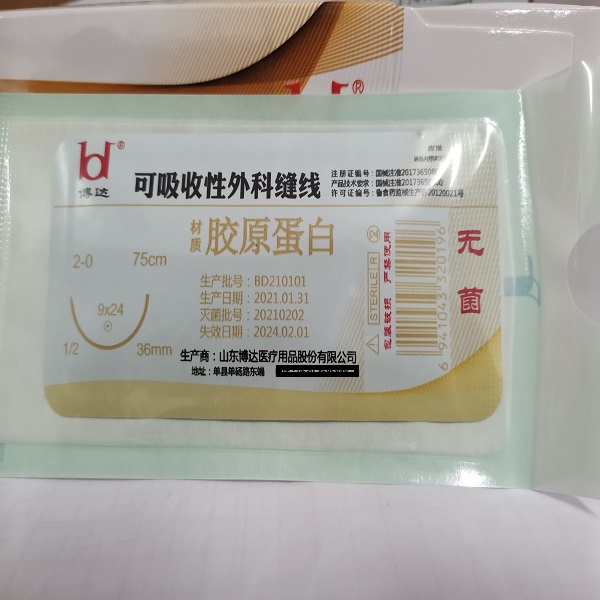 ®
博达
可吸收性外科缝线
材质 胶原蛋白
2-0
75cm
9x24
1/2
36mm
生产批号：BD210101
生产日期：2021.01.31
灭菌批号：20210202
失效日期：2024.02.01
生产商：山东博达医疗用品股份有限公司
地址：单县单砀路东端
注册证编号：国械注准20173650
产品技术要求：国械注准2017365
许可证编号：鲁食药监械生产许20120021号
STERILE R
包装破损 严禁使用
6 941043 320196
无菌